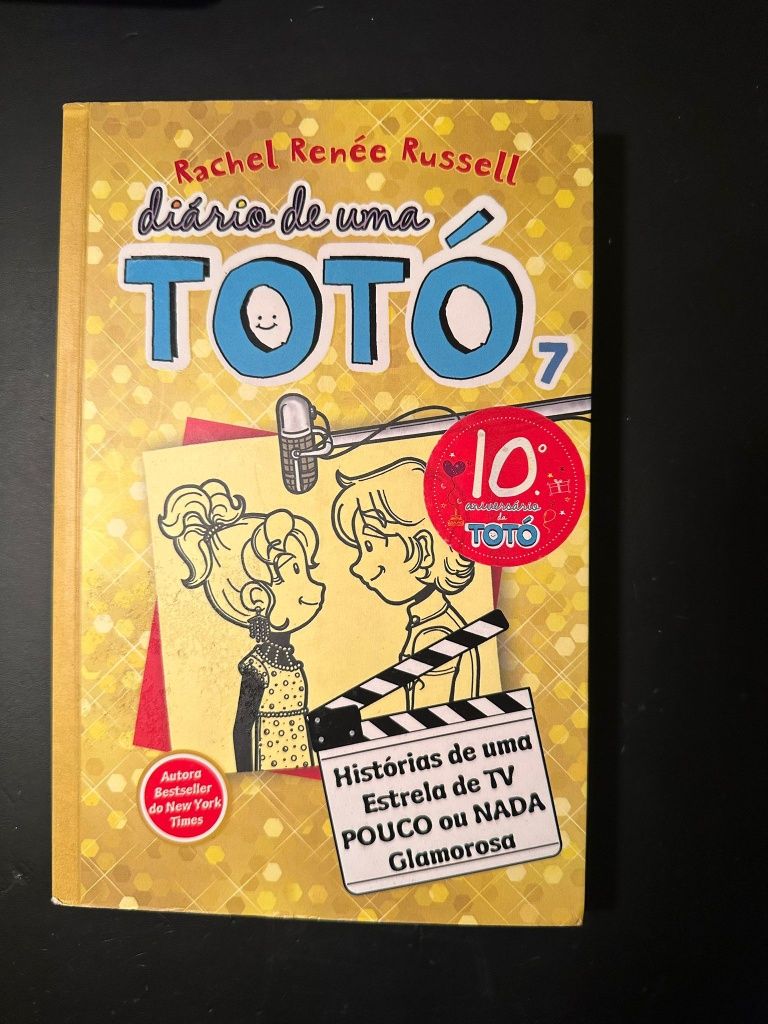 Rachel Renée Russell
diário de uma
TOTÓ
7
10.º
aniversário
da
TOTÓ
Histórias de uma
Estrela de TV
POUCO ou NADA
Glamorosa
Autora
Bestseller
do New York
Times